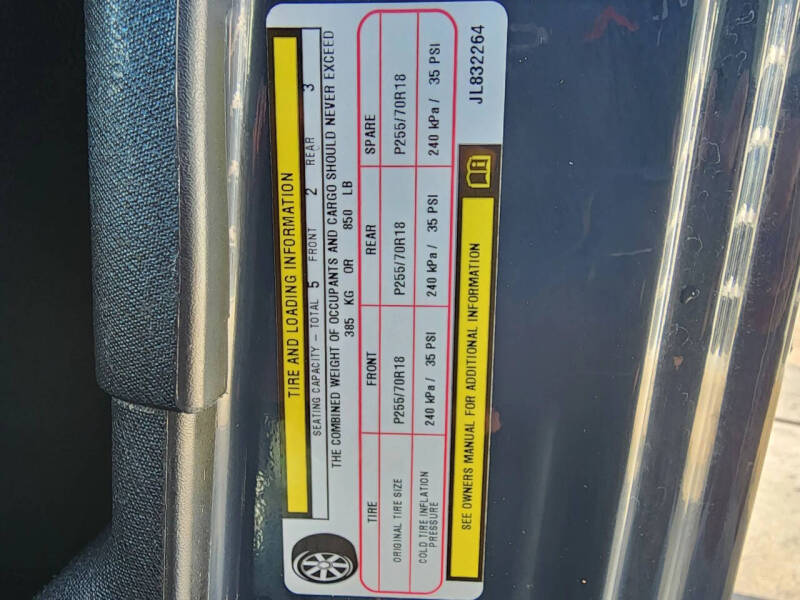 TIRE AND LOADING INFORMATION
SEATING CAPACITY - TOTAL 5 FRONT 2 REAR 3
THE COMBINED WEIGHT OF OCCUPANTS AND CARGO SHOULD NEVER EXCEED
385 KG OR 850 LB
TIRE FRONT REAR SPARE
ORIGINAL TIRE SIZE P255/70R18 P255/70R18 P255/70R18
COLD TIRE INFLATION
PRESSURE 240 kPa / 35 PSI 240 kPa / 35 PSI 240 kPa / 35 PSI
SEE OWNERS MANUAL FOR ADDITIONAL INFORMATION
JL832264